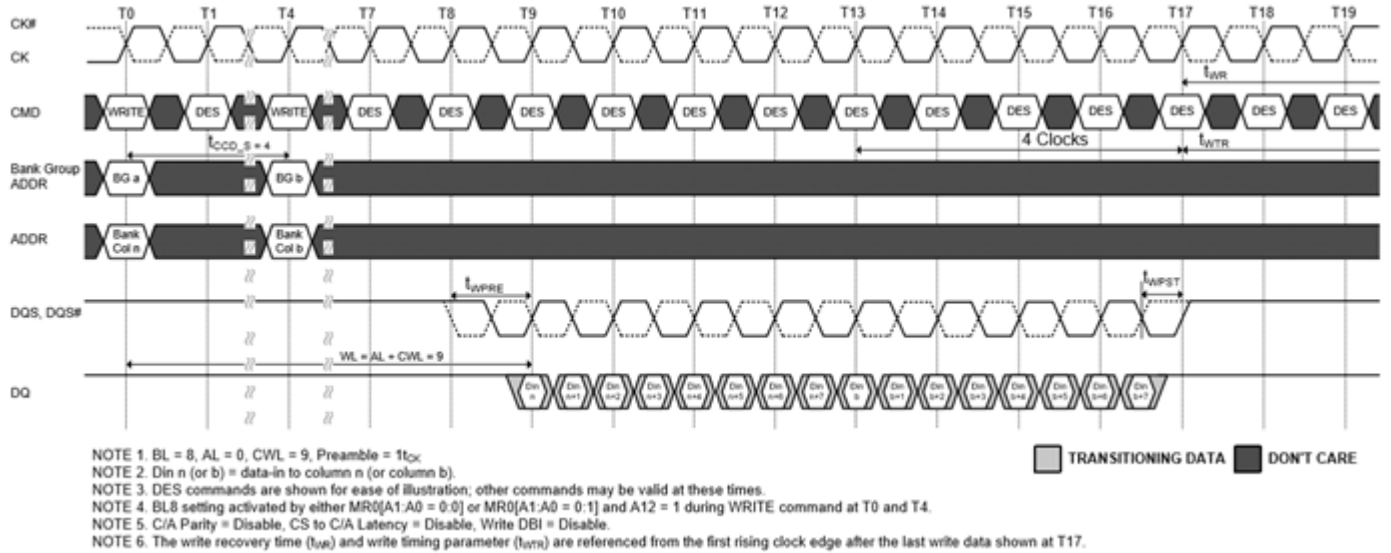 T0 T1 T4 T7 T8 T9 T10 T11 T12 T13 T14 T15 T16 T17 T18 T19
CK#
CK
tWR
CMD WRITE DES WRITE DES DES DES DES DES DES DES DES DES DES DES DES DES
tCCD_S = 4 4 Clocks tWTR
Bank Group
ADDR BG a BG b
ADDR Bank Col n Bank Col b
tWPRE tWPST
DQS, DQS#
WL = AL + CWL = 9
DQ Din n Din n+1 Din n+2 Din n+3 Din n+4 Din n+5 Din n+6 Din n+7 Din b Din b+1 Din b+2 Din b+3 Din b+4 Din b+5 Din b+6 Din b+7
NOTE 1. BL = 8, AL = 0, CWL = 9, Preamble = 1tCK
NOTE 2. Din n (or b) = data-in to column n (or column b).
NOTE 3. DES commands are shown for ease of illustration; other commands may be valid at these times.
NOTE 4. BL8 setting activated by either MR0[A1:A0 = 0:0] or MR0[A1:A0 = 0:1] and A12 = 1 during WRITE command at T0 and T4.
NOTE 5. C/A Parity = Disable, CS to C/A Latency = Disable, Write DBI = Disable.
NOTE 6. The write recovery time (tWR) and write timing parameter (tWTR) are referenced from the first rising clock edge after the last write data shown at T17.
TRANSITIONING DATA DON'T CARE